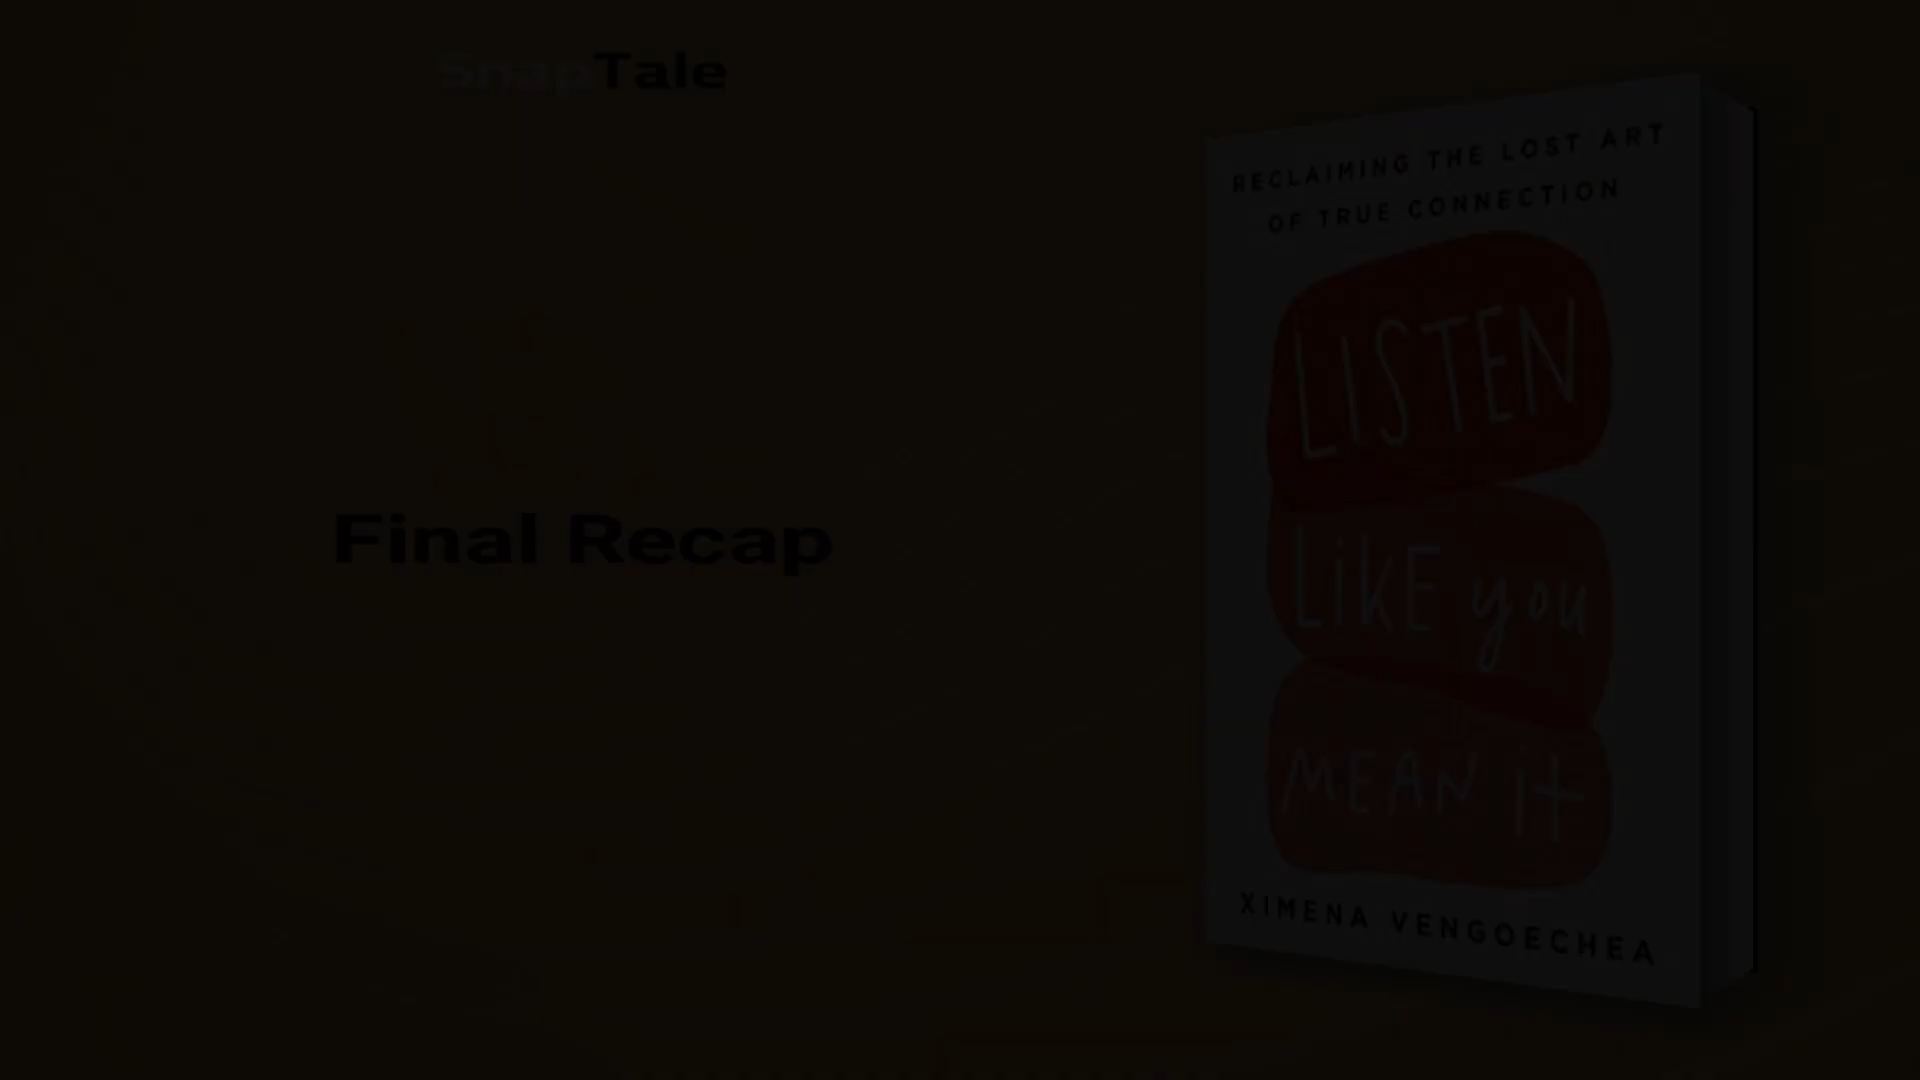 SnapTale
Final Recap
RECLAIMING THE LOST ART
OF TRUE CONNECTION
LISTEN
LIKE you
MEAN it
XIMENA VENGOECHEA